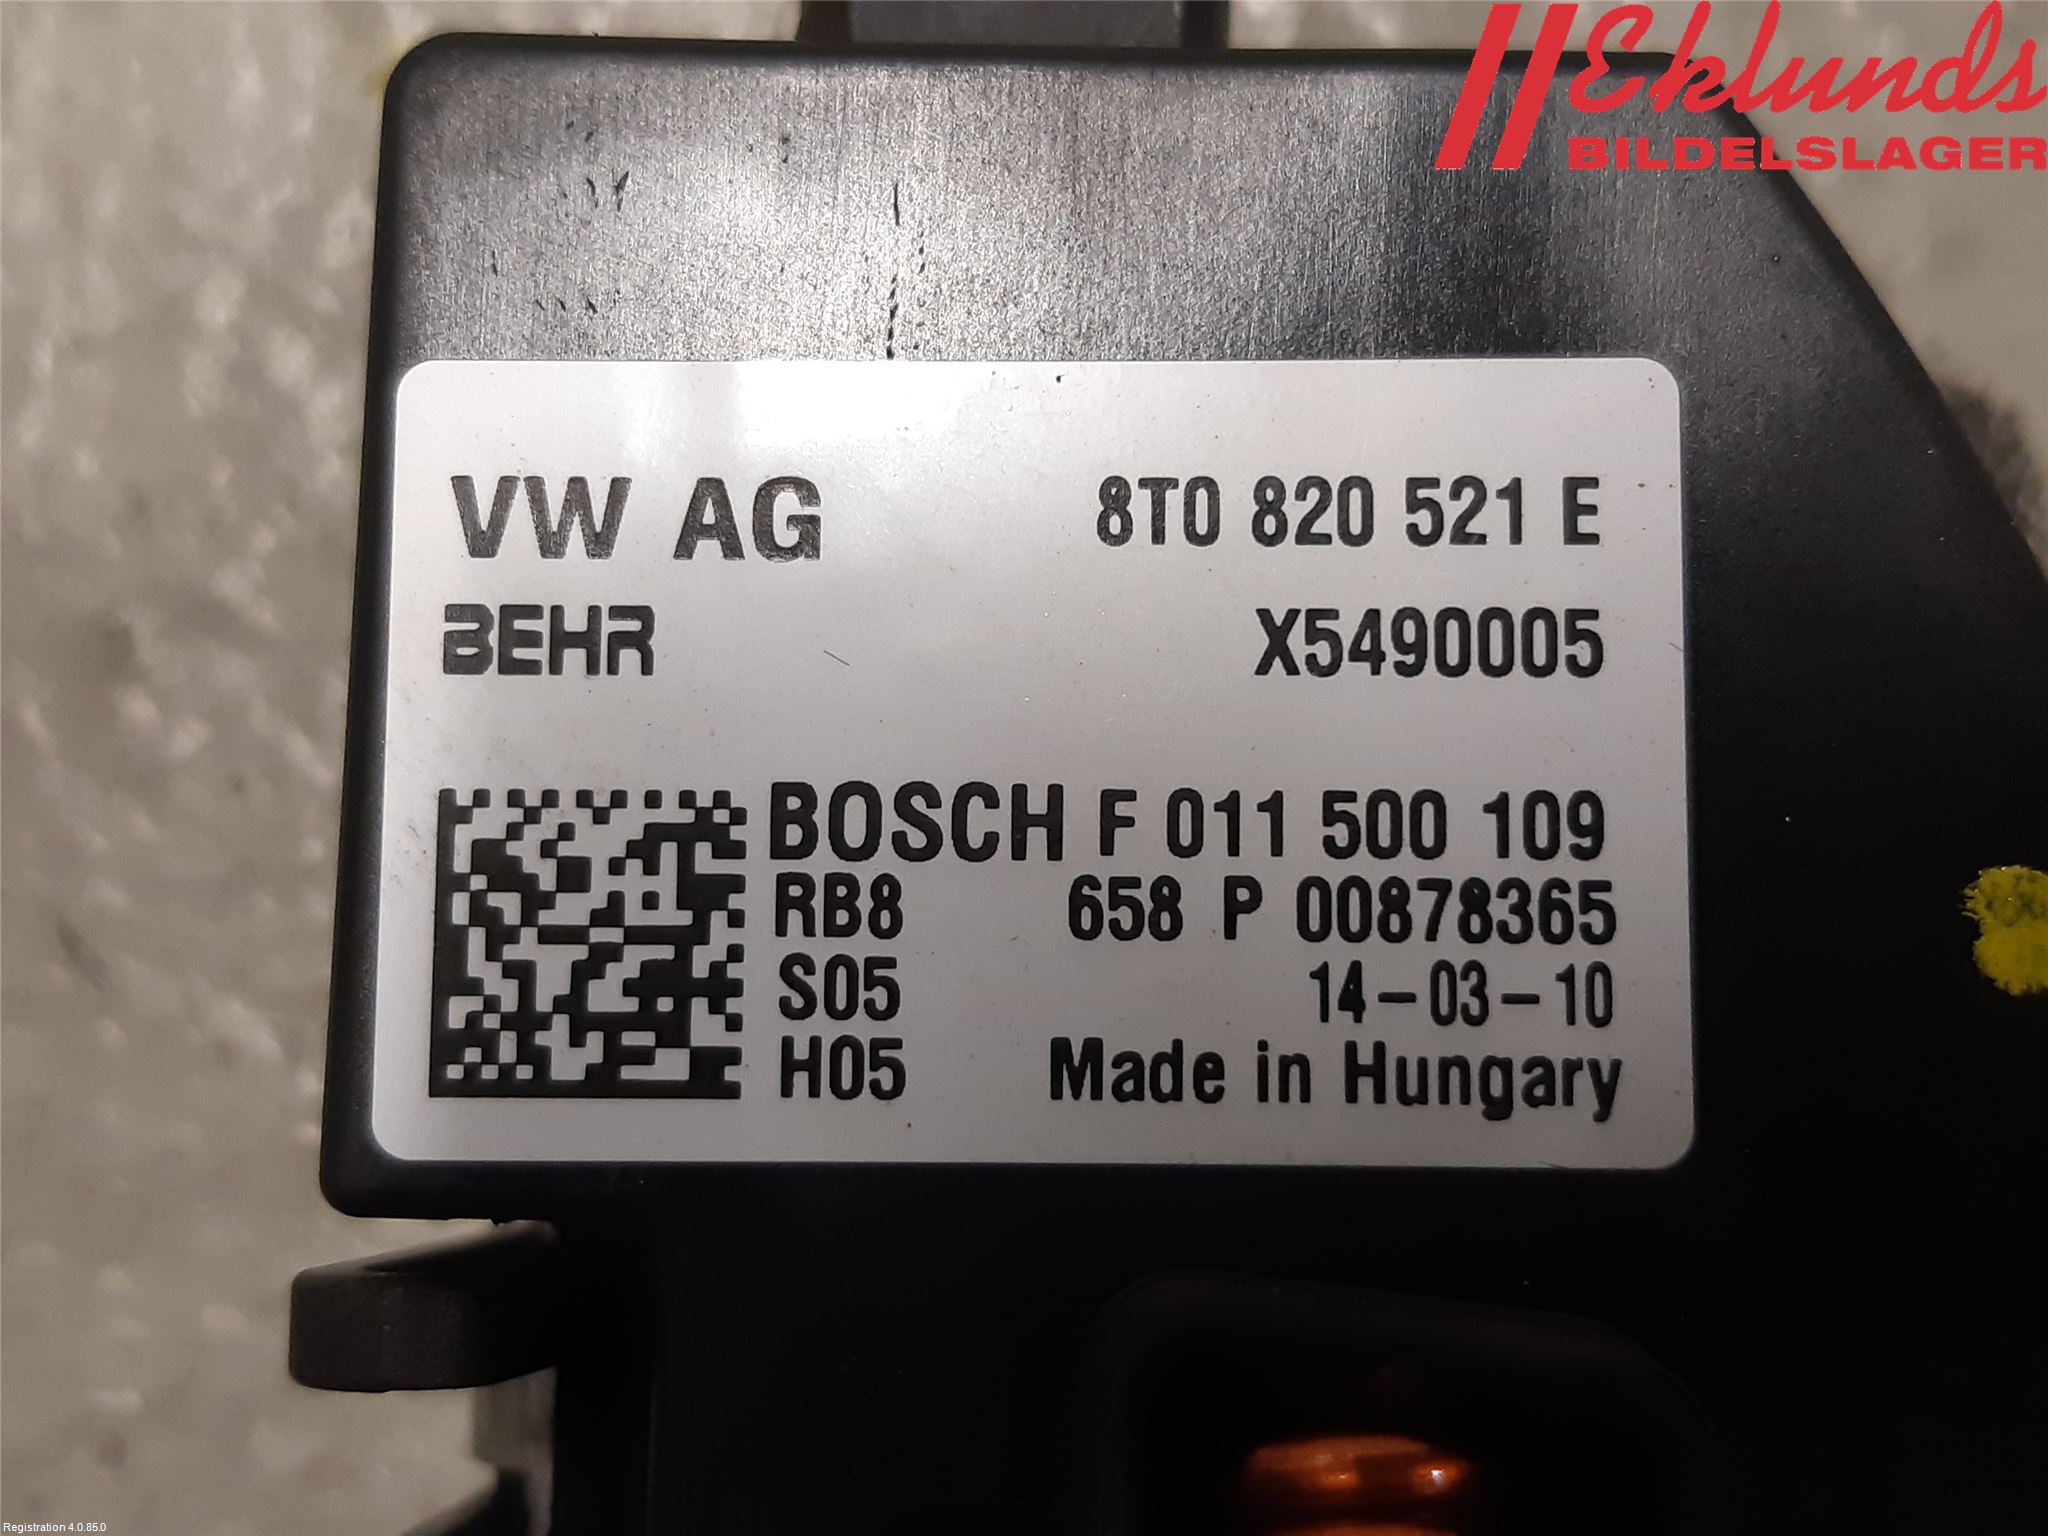 Eklunds
BILDELSLAGER
VW AG 8T0 820 521 E
BEHR X5490005
BOSCH F 011 500 109
RB8 658 P 00878365
S05 14-03-10
H05 Made in Hungary
Registration 4.0.85.0